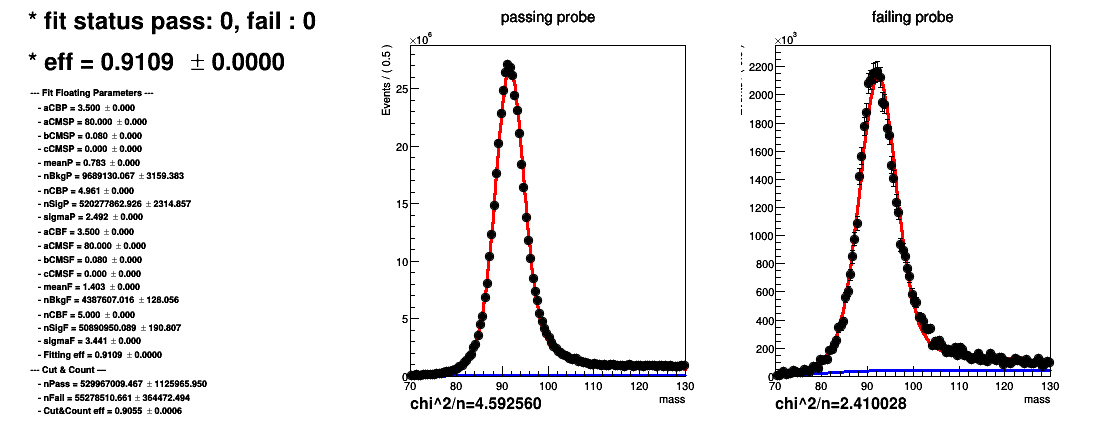 * fit status pass: 0, fail : 0
* eff = 0.9109 ± 0.0000
--- Fit Floating Parameters ---
- aCBP = 3.500 ± 0.000
- aCMSP = 80.000 ± 0.000
- bCMSP = 0.080 ± 0.000
- cCMSP = 0.000 ± 0.000
- meanP = 0.783 ± 0.000
- nBkgP = 9689130.067 ± 3159.383
- nCBP = 4.961 ± 0.000
- nSigP = 520277862.926 ± 2314.857
- sigmaP = 2.492 ± 0.000
- aCBF = 3.500 ± 0.000
- aCMSF = 80.000 ± 0.000
- bCMSF = 0.080 ± 0.000
- cCMSF = 0.000 ± 0.000
- meanF = 1.403 ± 0.000
- nBkgF = 4387607.016 ± 128.056
- nCBF = 5.000 ± 0.000
- nSigF = 50890950.089 ± 190.807
- sigmaF = 3.441 ± 0.000
- Fitting eff = 0.9109 ± 0.0000
--- Cut & Count ---
- nPass = 529967009.467 ± 1125965.950
- nFail = 55278510.661 ± 364472.494
- Cut&Count eff = 0.9055 ± 0.0006
passing probe
×10⁶
Events / ( 0.5 )
25
20
15
10
5
0
70 80 90 100 110 120 130
mass
chi^2/n=4.592560
failing probe
×10³
2200
2000
1800
1600
1400
1200
1000
800
600
400
200
0
70 80 90 100 110 120 130
mass
chi^2/n=2.410028